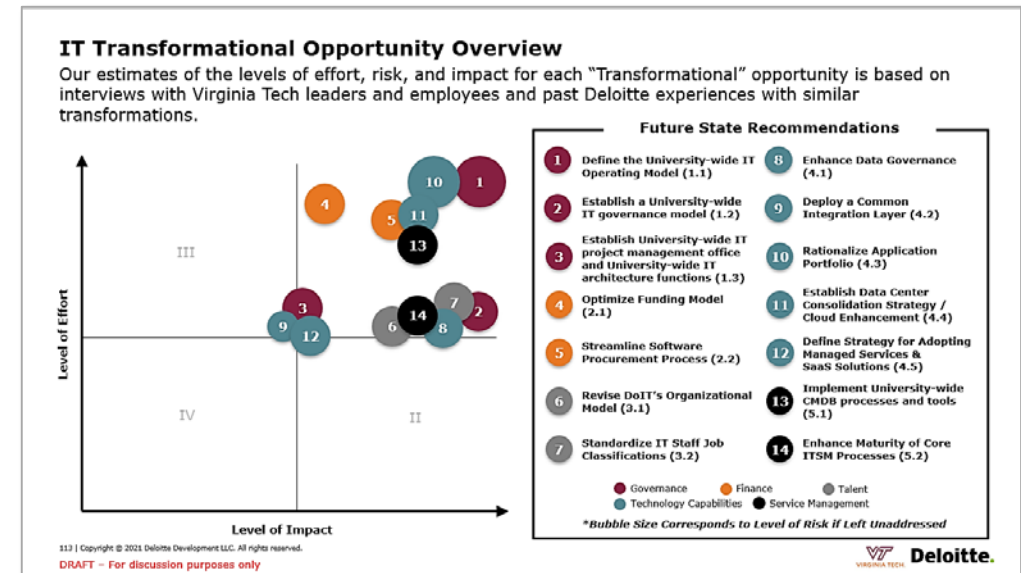 IT Transformational Opportunity Overview
Our estimates of the levels of effort, risk, and impact for each “Transformational” opportunity is based on
interviews with Virginia Tech leaders and employees and past Deloitte experiences with similar
transformations.
Level of Effort
III
IV
II
10
1
4
5
11
13
3
9
12
7
2
14
6
8
Level of Impact
Future State Recommendations
1
Define the University-wide IT
Operating Model (1.1)
2
Establish a University-wide
IT governance model (1.2)
3
Establish University-wide IT
project management office
and University-wide IT
architecture functions (1.3)
4
Optimize Funding Model
(2.1)
5
Streamline Software
Procurement Process (2.2)
6
Revise DoIT’s Organizational
Model (3.1)
7
Standardize IT Staff Job
Classifications (3.2)
8
Enhance Data Governance
(4.1)
9
Deploy a Common
Integration Layer (4.2)
10
Rationalize Application
Portfolio (4.3)
11
Establish Data Center
Consolidation Strategy /
Cloud Enhancement (4.4)
12
Define Strategy for Adopting
Managed Services &
SaaS Solutions (4.5)
13
Implement University-wide
CMDB processes and tools
(5.1)
14
Enhance Maturity of Core
ITSM Processes (5.2)
Governance
Finance
Talent
Technology Capabilities
Service Management
*Bubble Size Corresponds to Level of Risk if Left Unaddressed
113 | Copyright © 2021 Deloitte Development LLC. All rights reserved.
DRAFT – For discussion purposes only
VT
VIRGINIA TECH.
Deloitte.